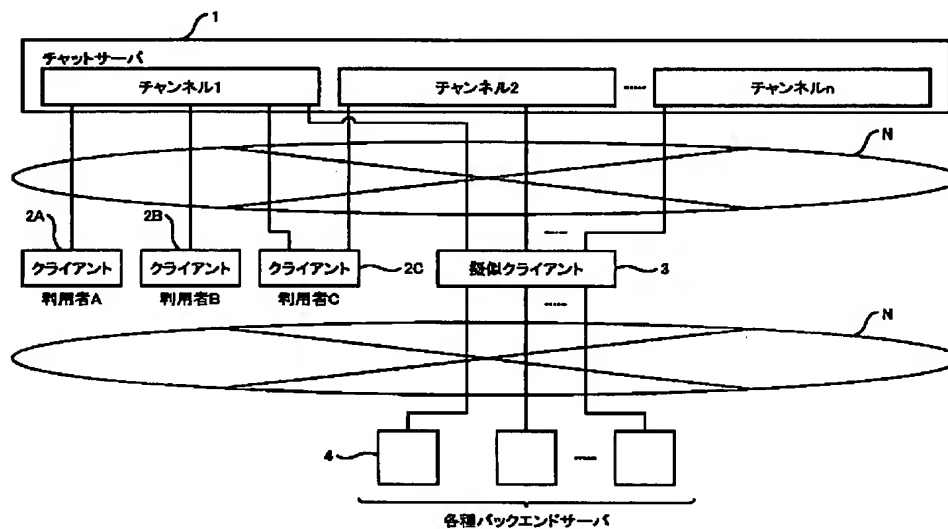 1
チャットサーバ
チャンネル1
チャンネル2
......
チャンネルn
N
2A
2B
......
クライアント
クライアント
クライアント
2C
擬似クライアント
3
利用者A
利用者B
利用者C
......
N
4
......
各種バックエンドサーバ